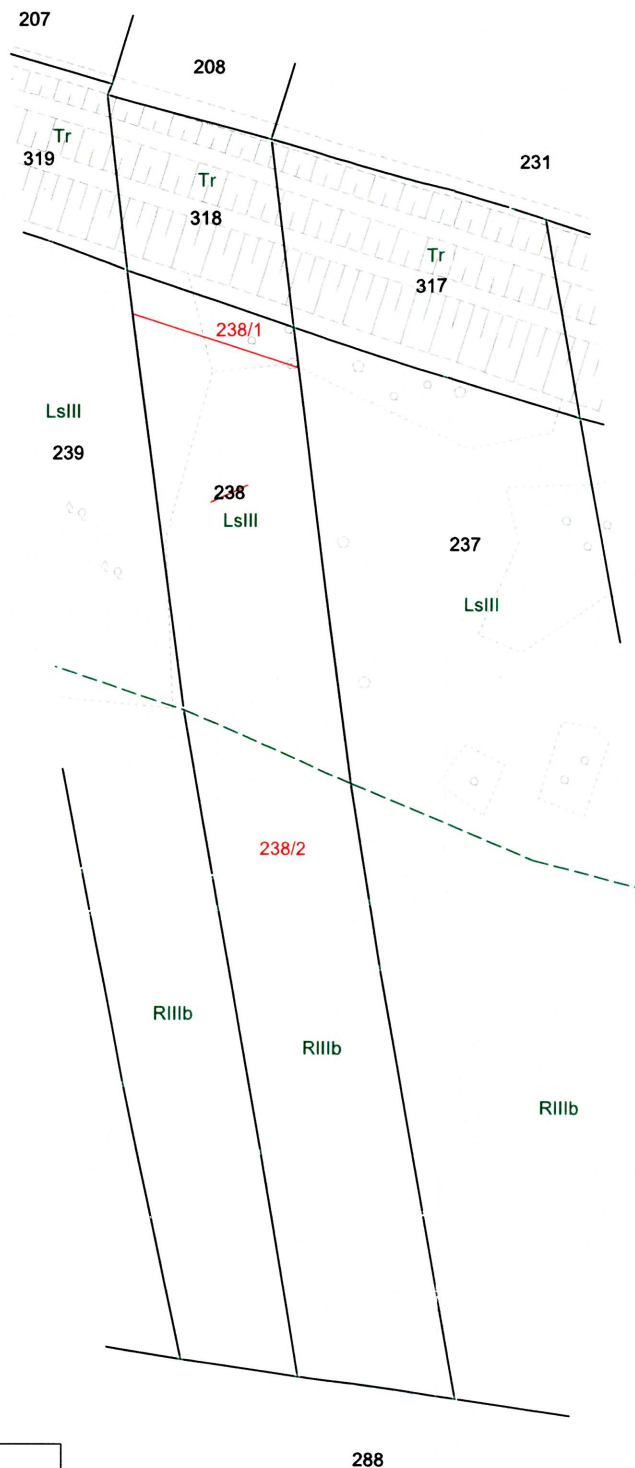 207
208
231
Tr
319
Tr
318
Tr
317
238/1
LsIII
239
238
LsIII
237
LsIII
238/2
RIIIb
RIIIb
RIIIb
288